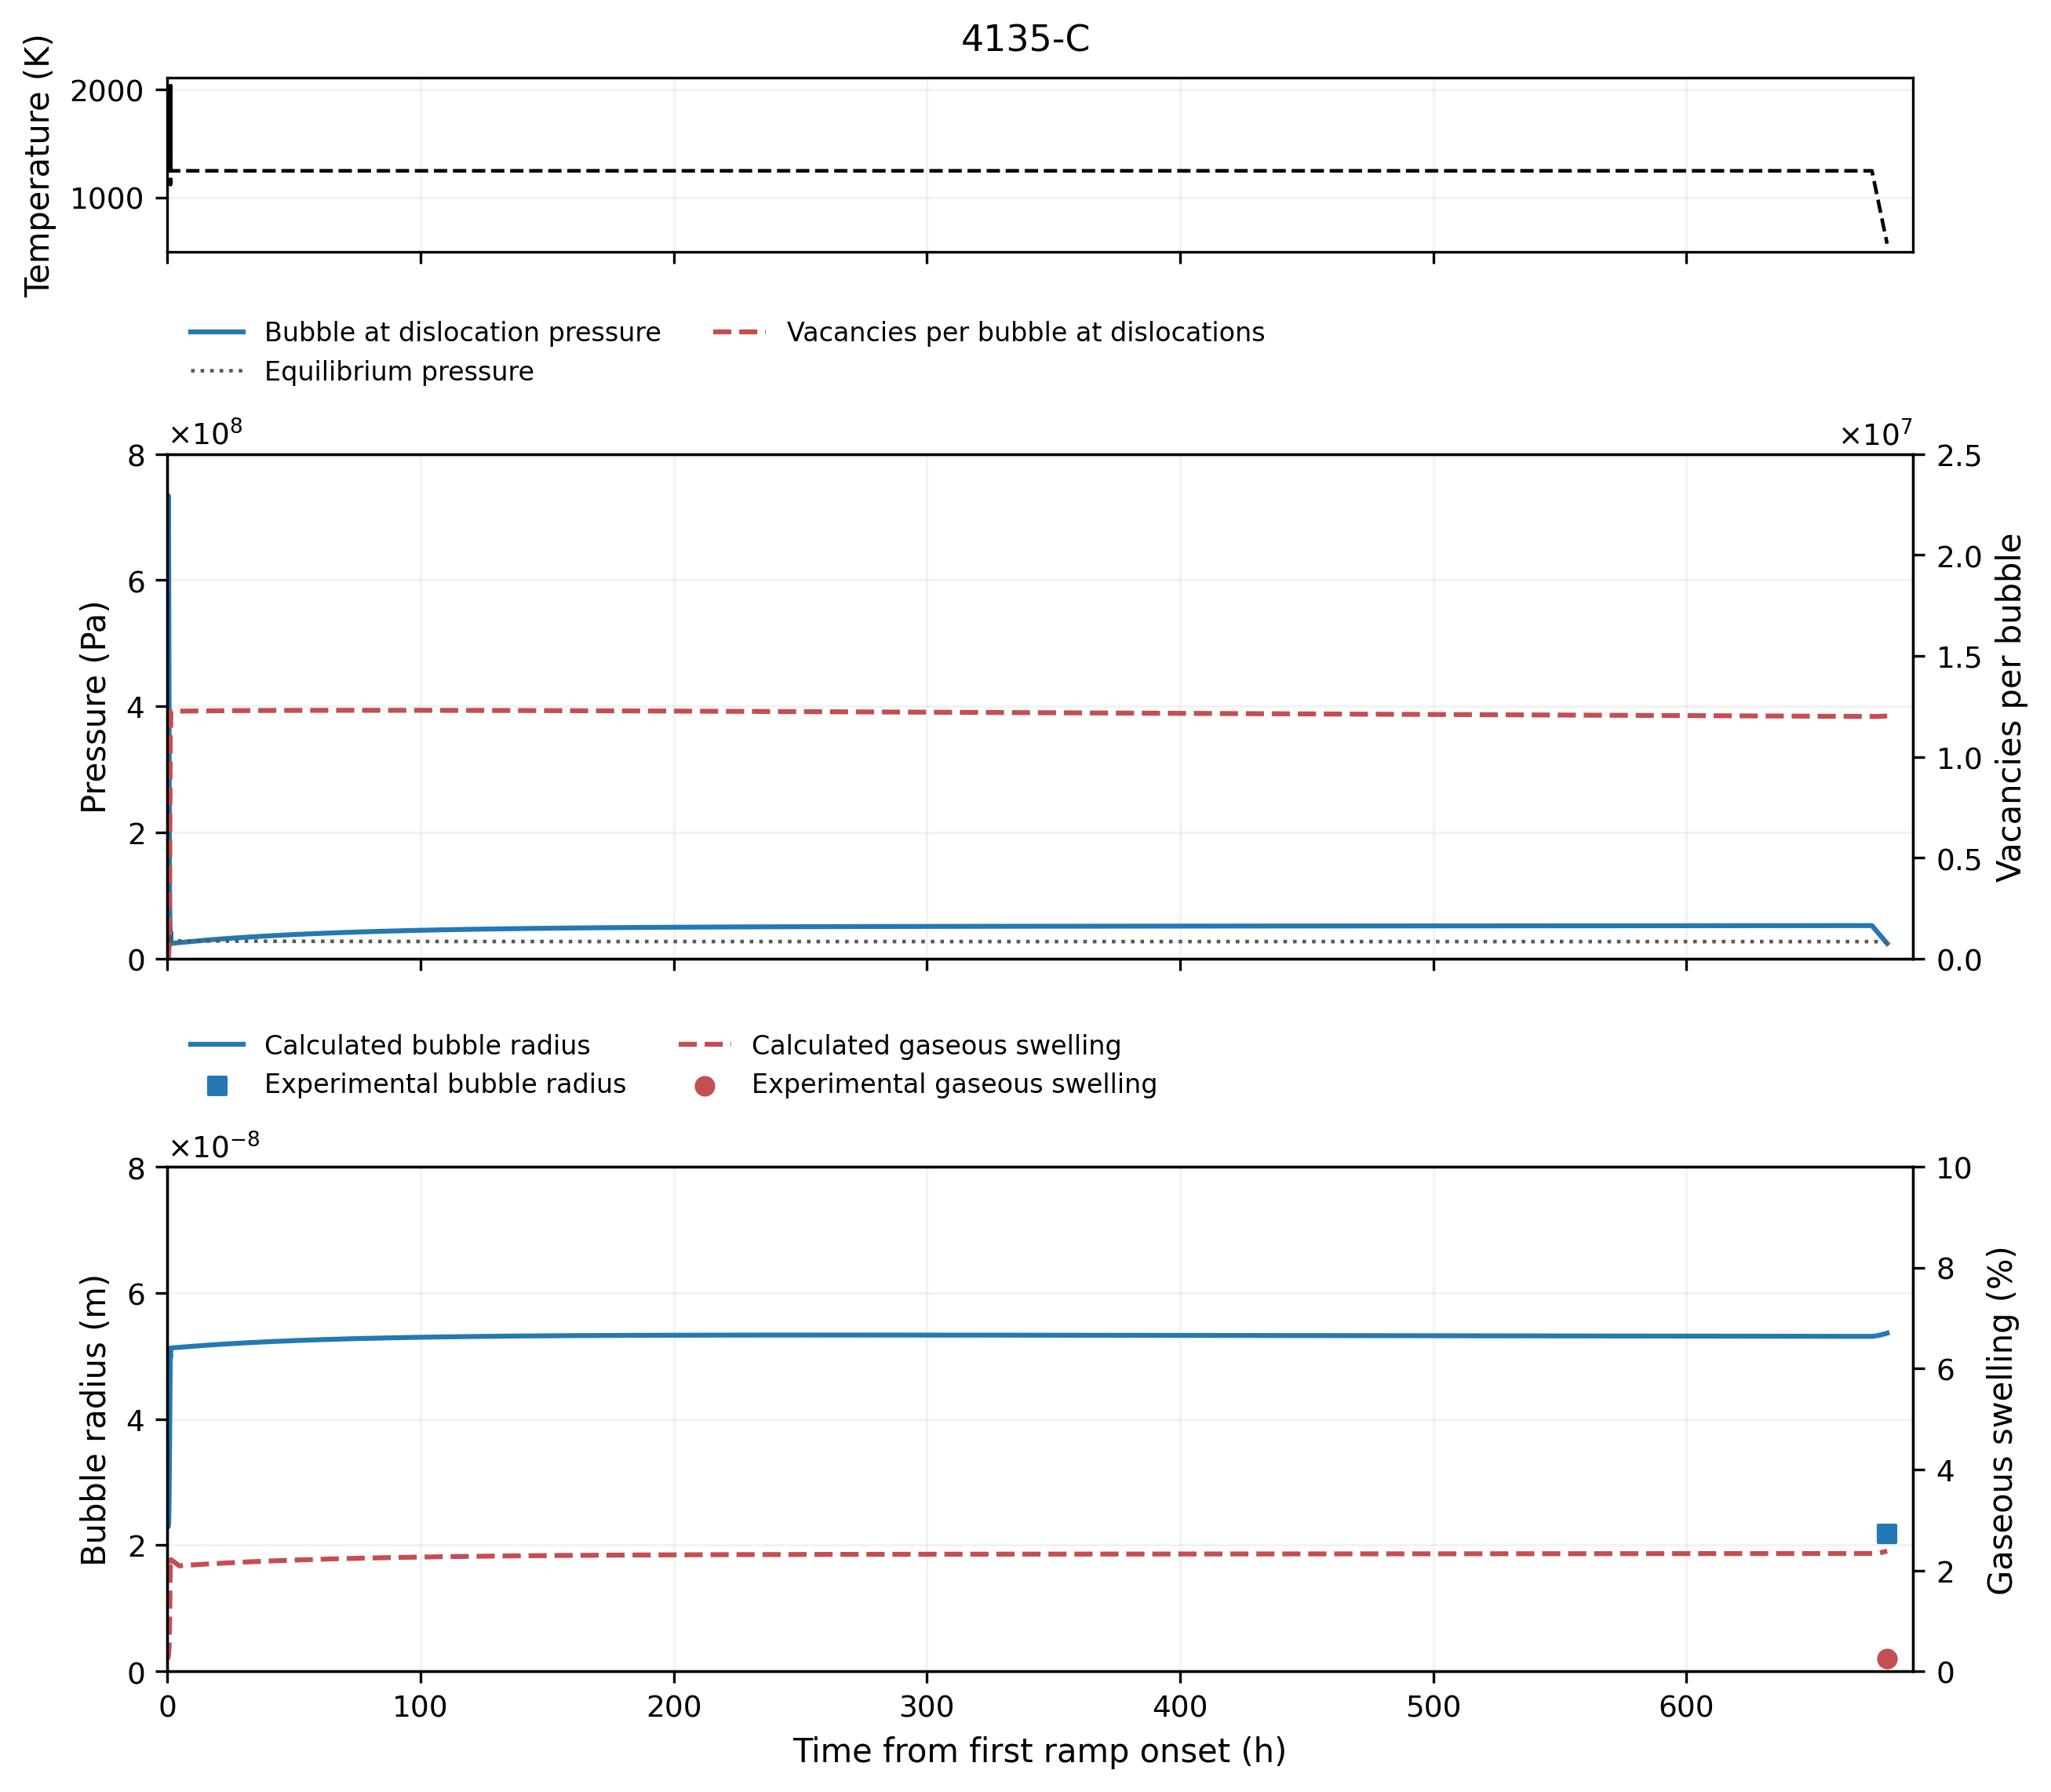 4135-C
Temperature (K)
2000
1000
Bubble at dislocation pressure
Vacancies per bubble at dislocations
Equilibrium pressure
×10⁸
×10⁷
Pressure (Pa)
8
6
4
2
0
2.5
2.0
1.5
1.0
0.5
0.0
Vacancies per bubble
Calculated bubble radius
Calculated gaseous swelling
Experimental bubble radius
Experimental gaseous swelling
×10⁻⁸
Bubble radius (m)
8
6
4
2
0
10
8
6
4
2
0
Gaseous swelling (%)
0 100 200 300 400 500 600
Time from first ramp onset (h)